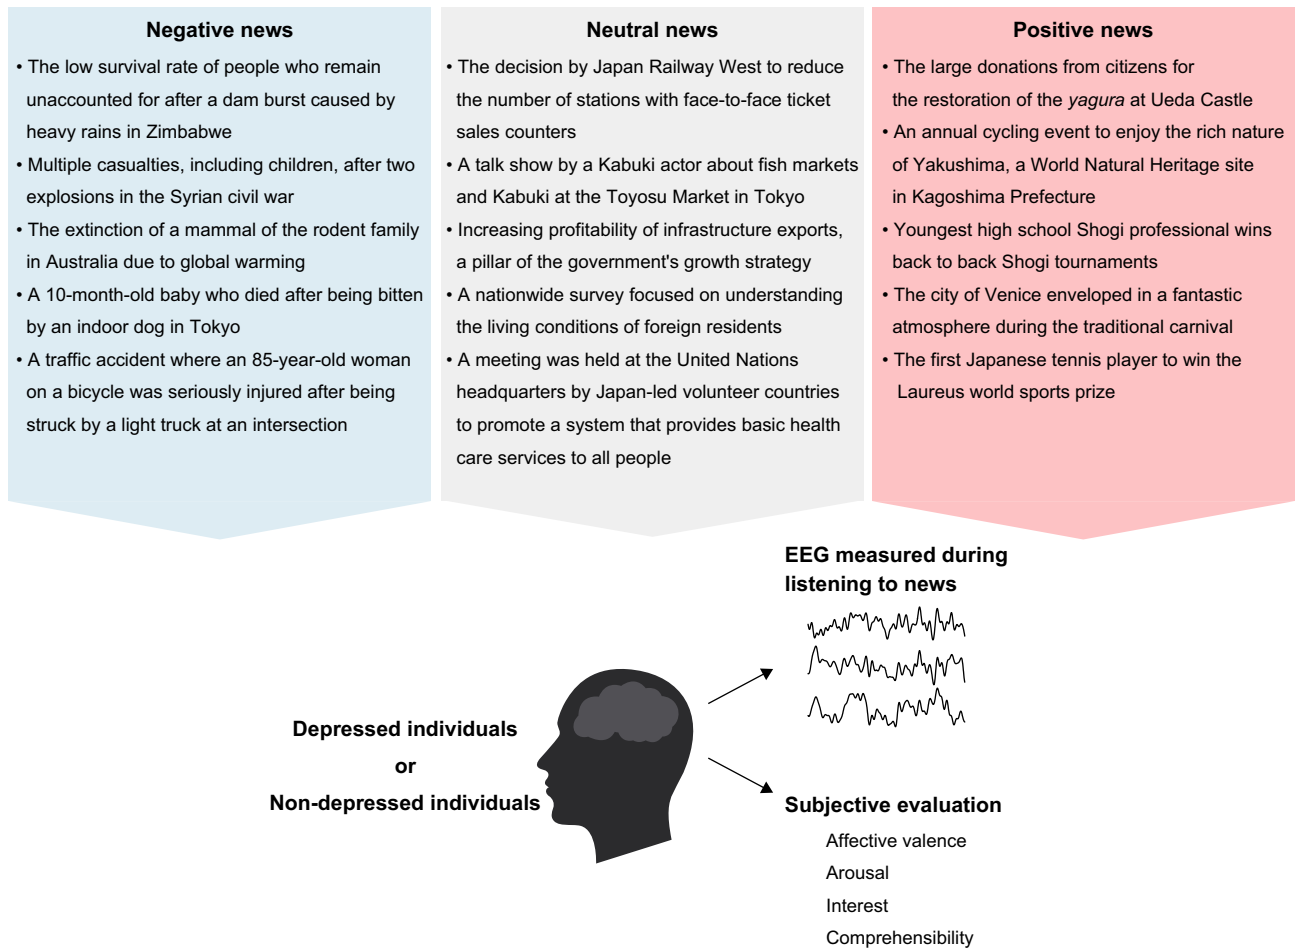 Negative news
• The low survival rate of people who remain
unaccounted for after a dam burst caused by
heavy rains in Zimbabwe
• Multiple casualties, including children, after two
explosions in the Syrian civil war
• The extinction of a mammal of the rodent family
in Australia due to global warming
• A 10-month-old baby who died after being bitten
by an indoor dog in Tokyo
• A traffic accident where an 85-year-old woman
on a bicycle was seriously injured after being
struck by a light truck at an intersection
Neutral news
• The decision by Japan Railway West to reduce
the number of stations with face-to-face ticket
sales counters
• A talk show by a Kabuki actor about fish markets
and Kabuki at the Toyosu Market in Tokyo
• Increasing profitability of infrastructure exports,
a pillar of the government's growth strategy
• A nationwide survey focused on understanding
the living conditions of foreign residents
• A meeting was held at the United Nations
headquarters by Japan-led volunteer countries
to promote a system that provides basic health
care services to all people
Positive news
• The large donations from citizens for
the restoration of the yagura at Ueda Castle
• An annual cycling event to enjoy the rich nature
of Yakushima, a World Natural Heritage site
in Kagoshima Prefecture
• Youngest high school Shogi professional wins
back to back Shogi tournaments
• The city of Venice enveloped in a fantastic
atmosphere during the traditional carnival
• The first Japanese tennis player to win the
Laureus world sports prize
Depressed individuals
or
Non-depressed individuals
EEG measured during
listening to news
Subjective evaluation
Affective valence
Arousal
Interest
Comprehensibility